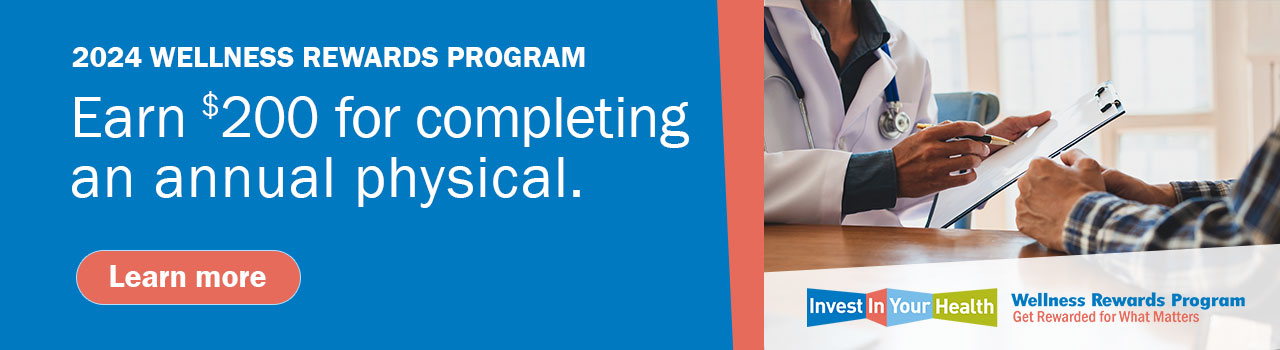 2024 WELLNESS REWARDS PROGRAM
Earn $200 for completing
an annual physical.
Learn more
Invest In Your Health
Wellness Rewards Program
Get Rewarded for What Matters